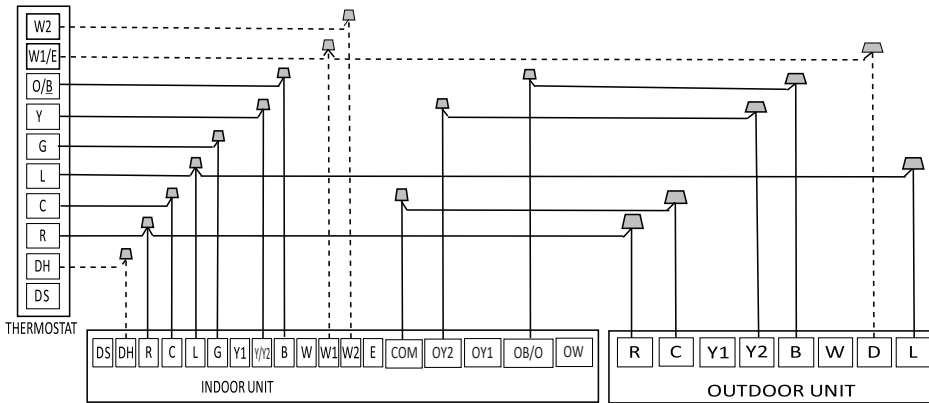 W2
W1/E
O/B
Y
G
L
C
R
DH
DS
THERMOSTAT
DS DH R C L G Y1 Y/Y2 B W W1 W2 E COM OY2 OY1 OB/O OW
INDOOR UNIT
R C Y1 Y2 B W D L
OUTDOOR UNIT